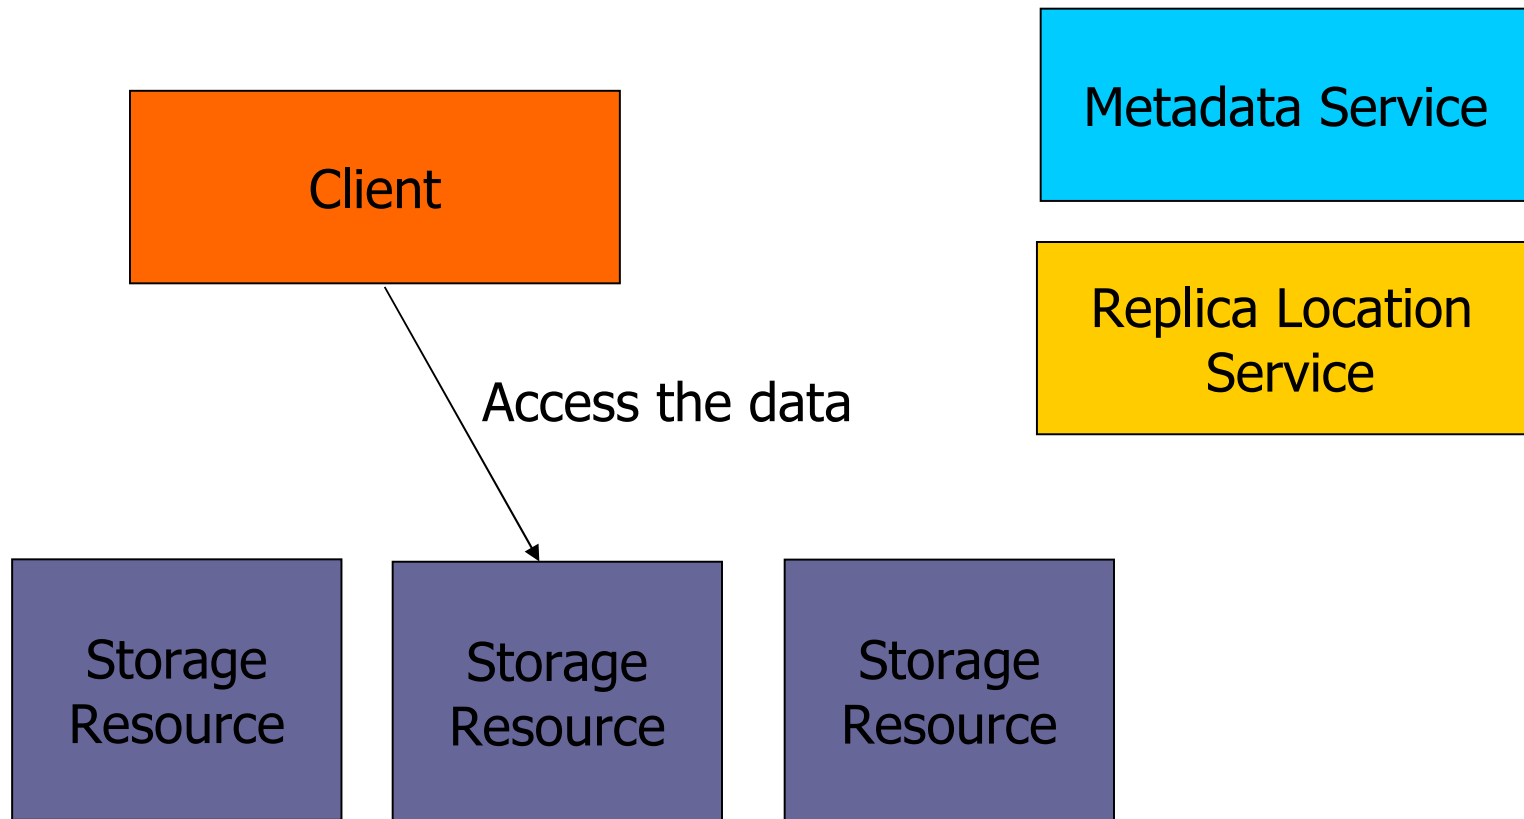 Metadata Service
Client
Replica Location
Service
Access the data
Storage
Resource
Storage
Resource
Storage
Resource